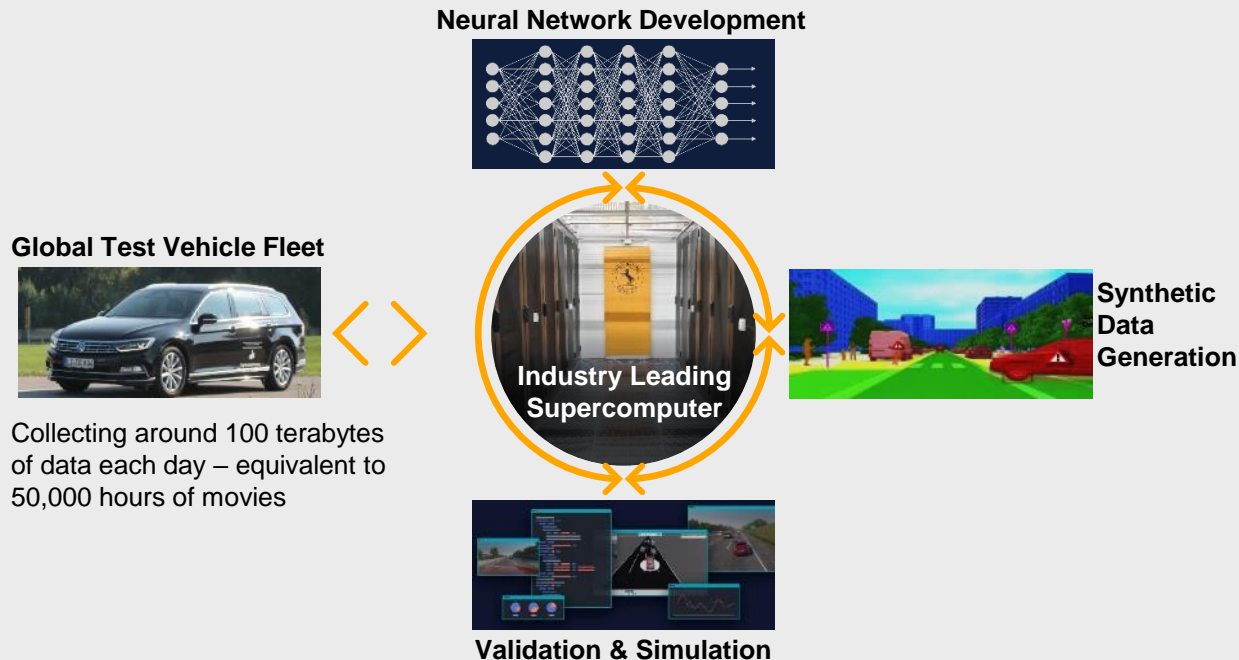 Neural Network Development
Global Test Vehicle Fleet
Collecting around 100 terabytes
of data each day – equivalent to
50,000 hours of movies
Industry Leading
Supercomputer
Synthetic
Data
Generation
Validation & Simulation